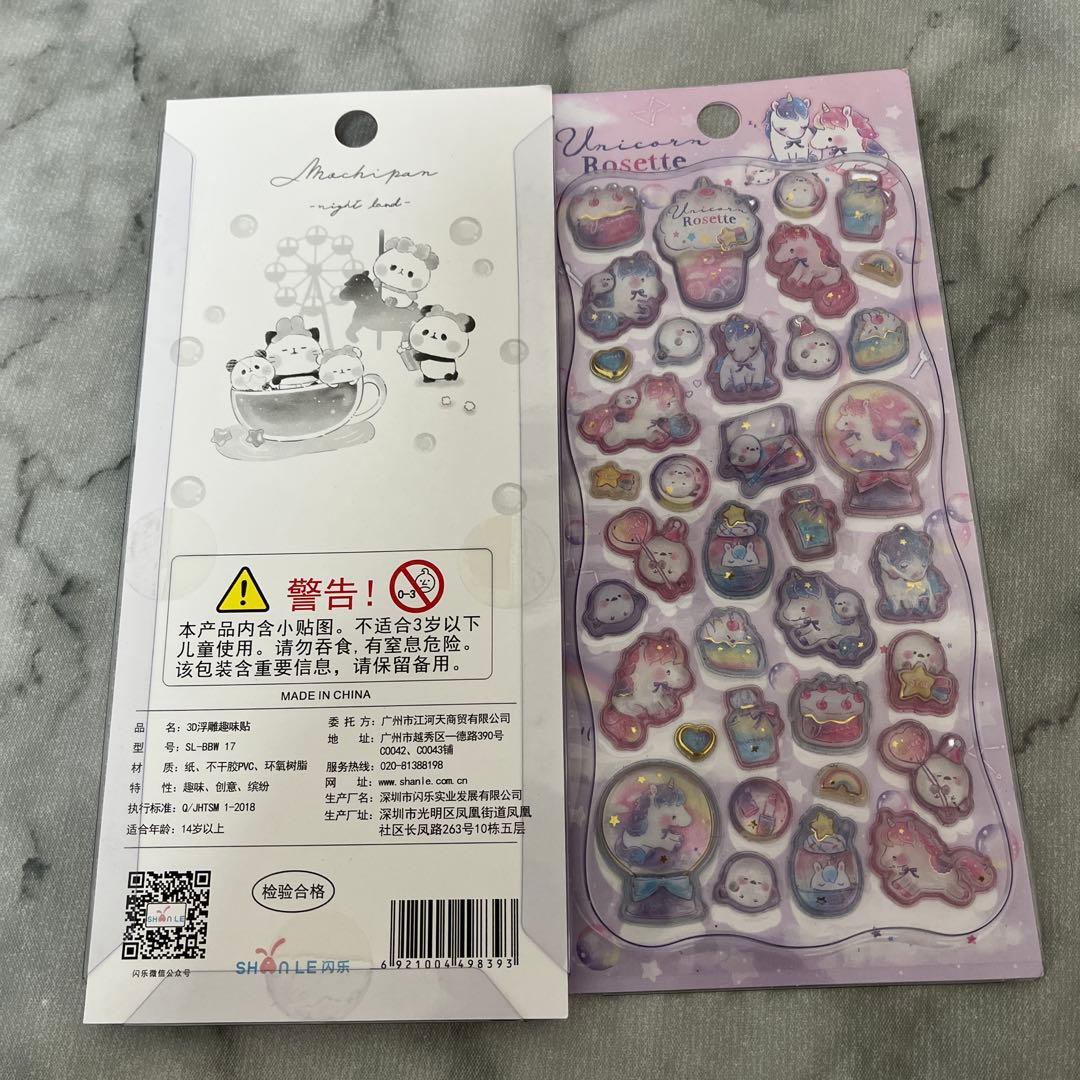 Mochipan
-night land-
警告！
0-3
本产品内含小贴图。不适合3岁以下
儿童使用。请勿吞食,有窒息危险。
该包装含重要信息，请保留备用。
MADE IN CHINA
品 名：3D浮雕趣味贴
型 号：SL-BBW 17
材 质：纸、不干胶PVC、环氧树脂
特 性：趣味、创意、缤纷
执行标准：Q/JHTSM 1-2018
适合年龄：14岁以上
委 托 方：广州市江河天商贸有限公司
地 址：广州市越秀区一德路390号
C0042、C0043铺
服务热线：020-81388198
网 址：www.shanle.com.cn
生产厂名：深圳市闪乐实业发展有限公司
生产厂址：深圳市光明区凤凰街道凤凰
社区长凤路263号10栋五层
SHANLE
闪乐微信公众号
检验合格
SHANLE闪乐
6921004498393
Unicorn
Rosette
Unicorn
Rosette